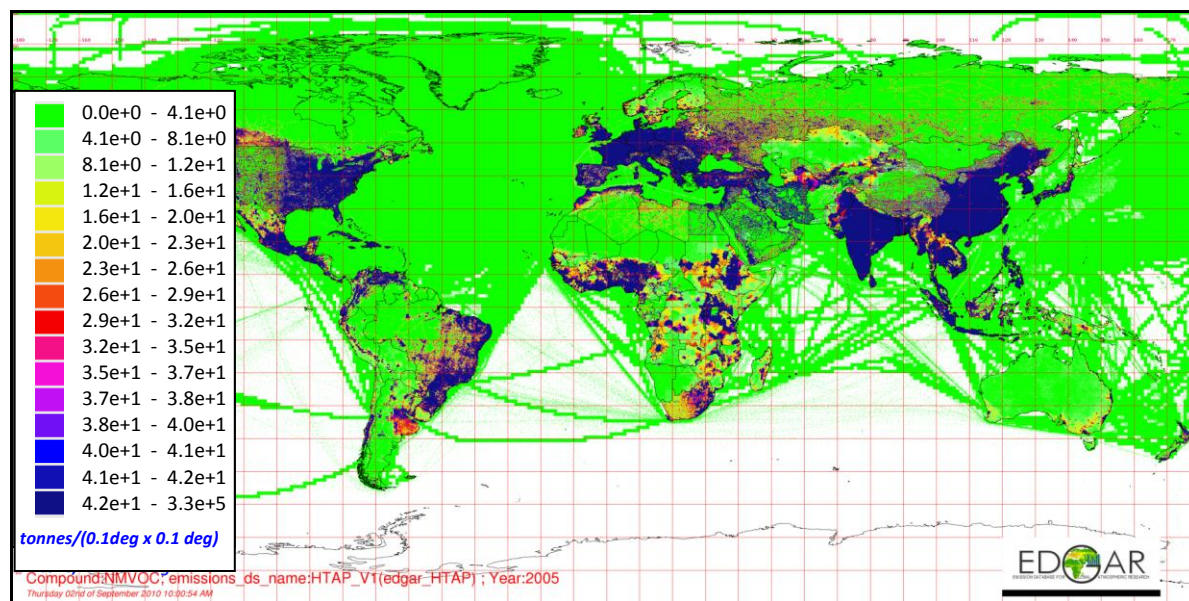 0.0e+0 - 4.1e+0
4.1e+0 - 8.1e+0
8.1e+0 - 1.2e+1
1.2e+1 - 1.6e+1
1.6e+1 - 2.0e+1
2.0e+1 - 2.3e+1
2.3e+1 - 2.6e+1
2.6e+1 - 2.9e+1
2.9e+1 - 3.2e+1
3.2e+1 - 3.5e+1
3.5e+1 - 3.7e+1
3.7e+1 - 3.8e+1
3.8e+1 - 4.0e+1
4.0e+1 - 4.1e+1
4.1e+1 - 4.2e+1
4.2e+1 - 3.3e+5
tonnes/(0.1deg x 0.1 deg)
Compound:NMVOC; emissions_ds_name:HTAP_V1(edgar_HTAP) ; Year:2005
Thursday 02nd of September 2010 10:00:54 AM
EDGAR
EMISSION DATABASE FOR GLOBAL ATMOSPHERIC RESEARCH